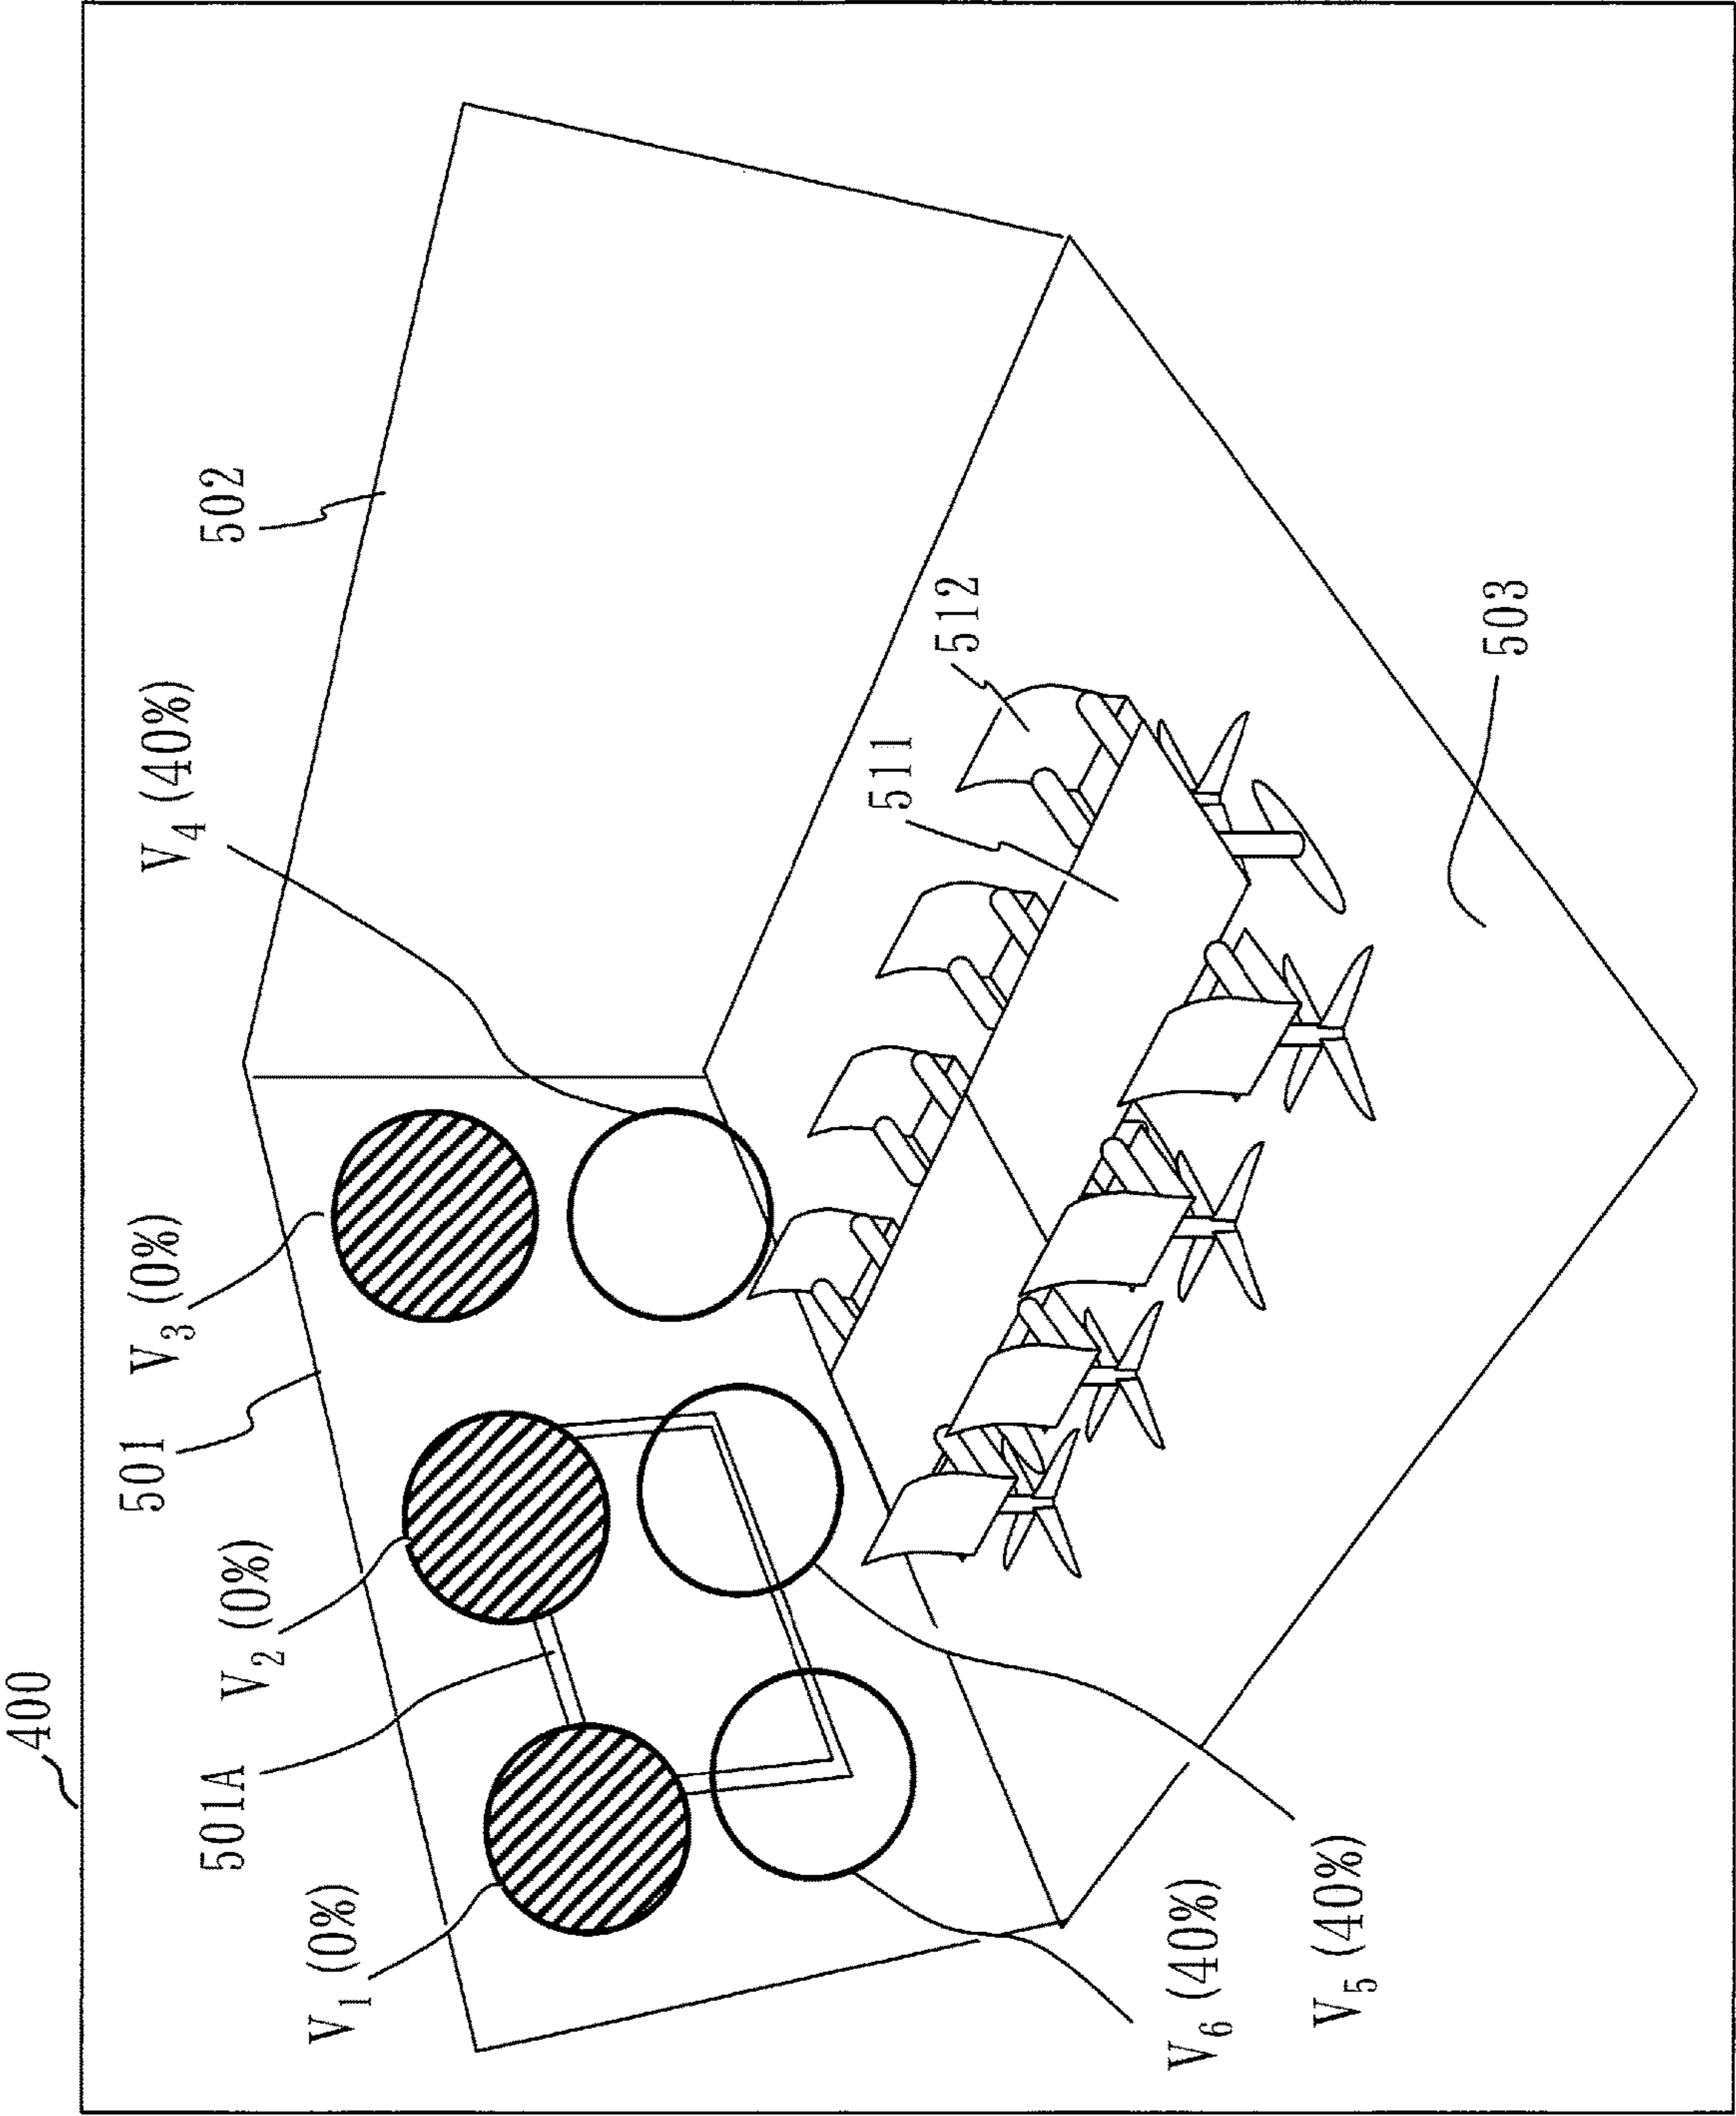 400
501
V₃ (0%)
V₄ (40%)
501A
V₂ (0%)
502
V₁ (0%)
511
512
V₆ (40%)
V₅ (40%)
503